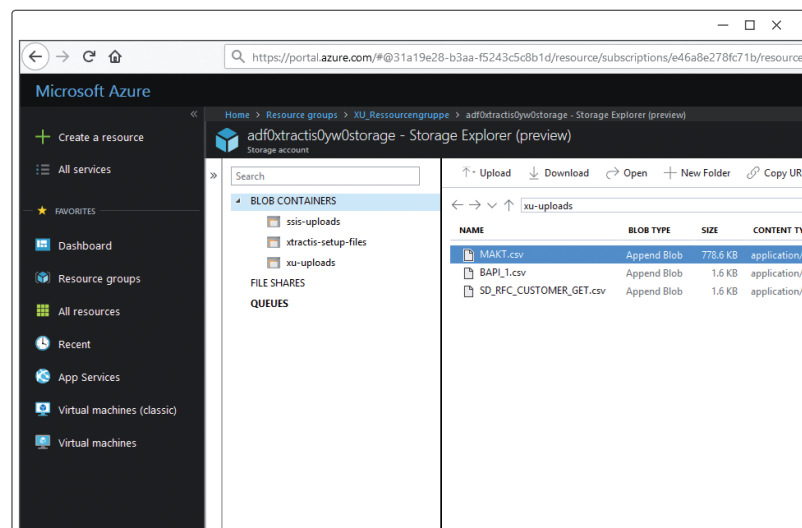 https://portal.azure.com/#@31a19e28-b3aa-f5243c5c8b1d/resource/subscriptions/e46a8e278fc71b/resource
Microsoft Azure
«
Home > Resource groups > XU_Ressourcengruppe > adf0xtractis0yw0storage - Storage Explorer (preview)
adf0xtractis0yw0storage - Storage Explorer (preview)
Storage account
Create a resource
All services
FAVORITES
Dashboard
Resource groups
All resources
Recent
App Services
Virtual machines (classic)
Virtual machines
»
Search
BLOB CONTAINERS
ssis-uploads
xtractis-setup-files
xu-uploads
FILE SHARES
QUEUES
Upload Download Open New Folder Copy UR
xu-uploads
NAME BLOB TYPE SIZE CONTENT TY
MAKT.csv Append Blob 778.6 KB application/
BAPI_1.csv Append Blob 1.6 KB application/
SD_RFC_CUSTOMER_GET.csv Append Blob 1.6 KB application/